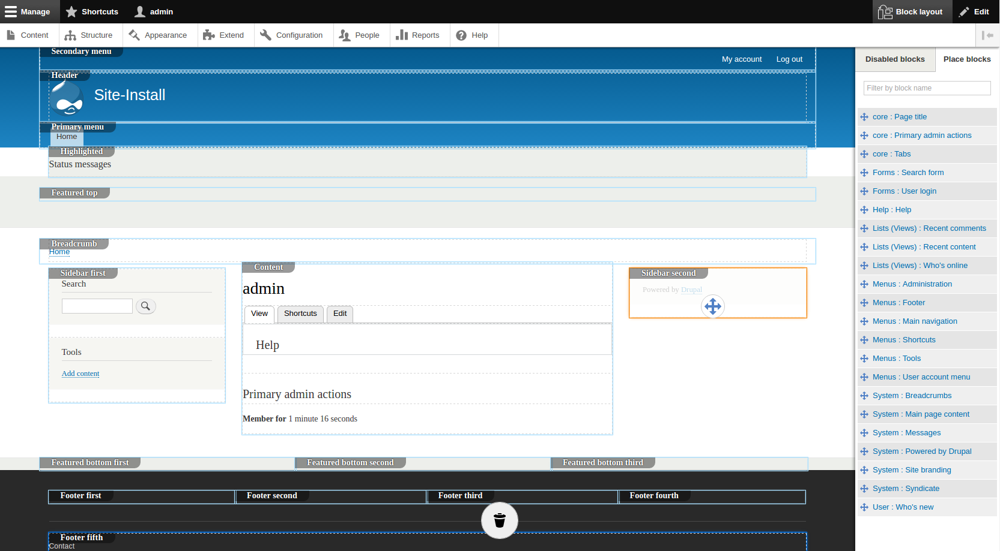 Manage Shortcuts admin Block layout Edit
Content Structure Appearance Extend Configuration People Reports Help
Secondary menu
My account Log out
Header
Site-Install
Primary menu
Home
Highlighted
Status messages
Featured top
Breadcrumb
Home
Sidebar first
Search
Tools
Add content
Content
admin
View Shortcuts Edit
Help
Primary admin actions
Member for 1 minute 16 seconds
Sidebar second
Powered by Drupal
Featured bottom first Featured bottom second Featured bottom third
Footer first Footer second Footer third Footer fourth
Footer fifth
Contact
Disabled blocks Place blocks
Filter by block name
core : Page title
core : Primary admin actions
core : Tabs
Forms : Search form
Forms : User login
Help : Help
Lists (Views) : Recent comments
Lists (Views) : Recent content
Lists (Views) : Who's online
Menus : Administration
Menus : Footer
Menus : Main navigation
Menus : Shortcuts
Menus : Tools
Menus : User account menu
System : Breadcrumbs
System : Main page content
System : Messages
System : Powered by Drupal
System : Site branding
System : Syndicate
User : Who's new